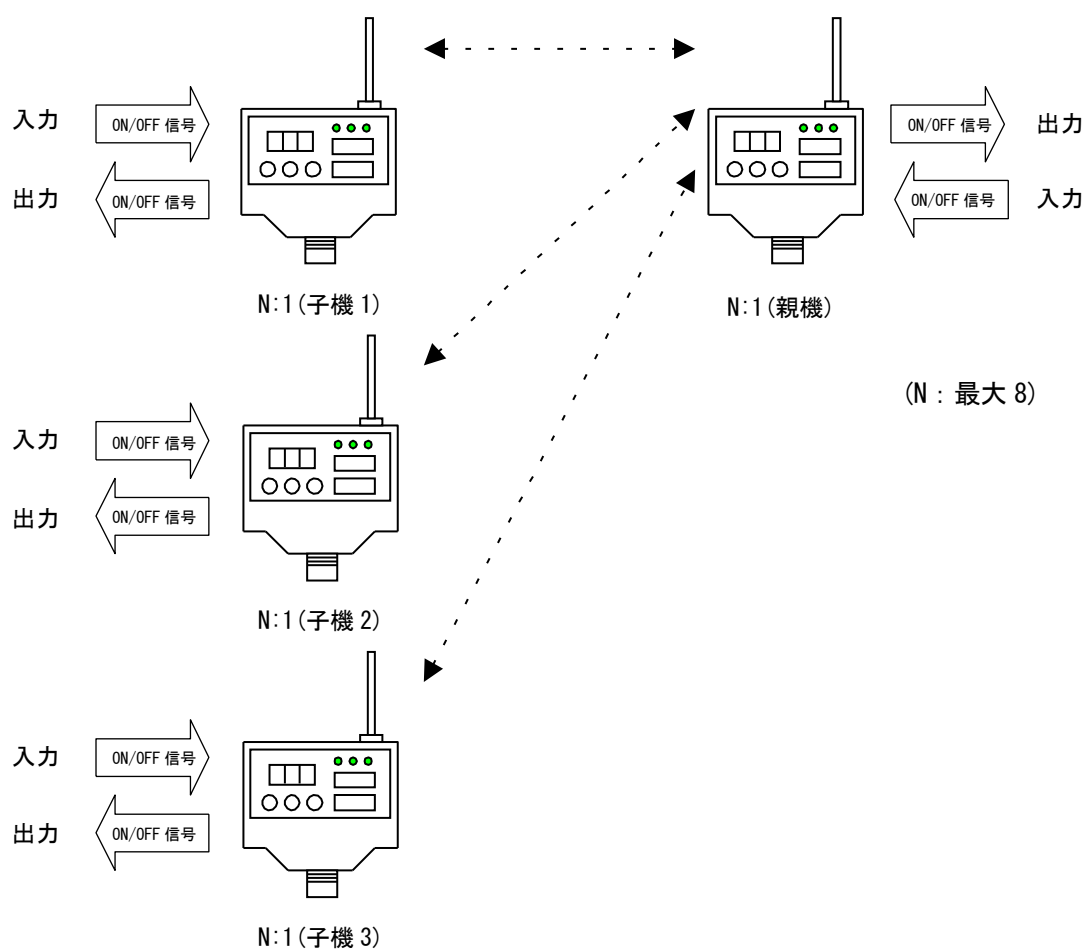 入力
ON/OFF 信号
出力
ON/OFF 信号
N:1(子機 1)
ON/OFF 信号
出力
ON/OFF 信号
入力
N:1(親機)
(N : 最大 8)
入力
ON/OFF 信号
出力
ON/OFF 信号
N:1(子機 2)
入力
ON/OFF 信号
出力
ON/OFF 信号
N:1(子機 3)